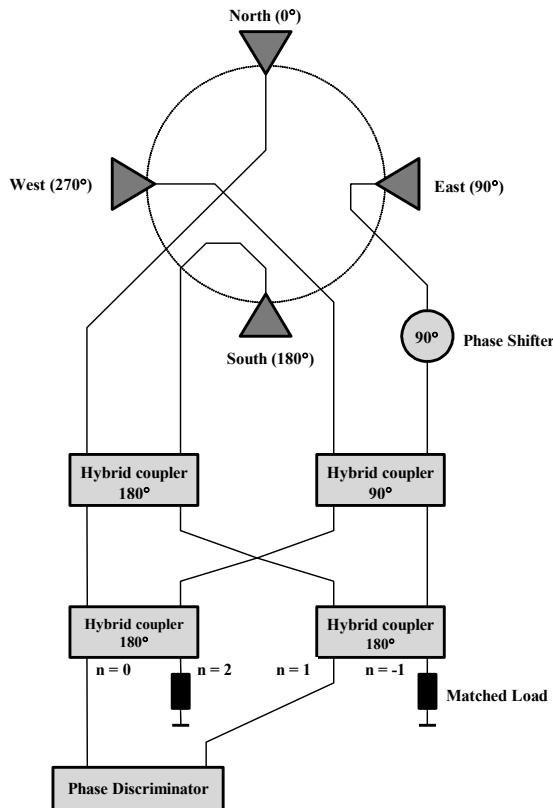 North (0°)
West (270°)
East (90°)
South (180°)
90°
Phase Shifter
Hybrid coupler
180°
Hybrid coupler
90°
Hybrid coupler
180°
Hybrid coupler
180°
n = 0
n = 2
n = 1
n = -1
Matched Load
Phase Discriminator